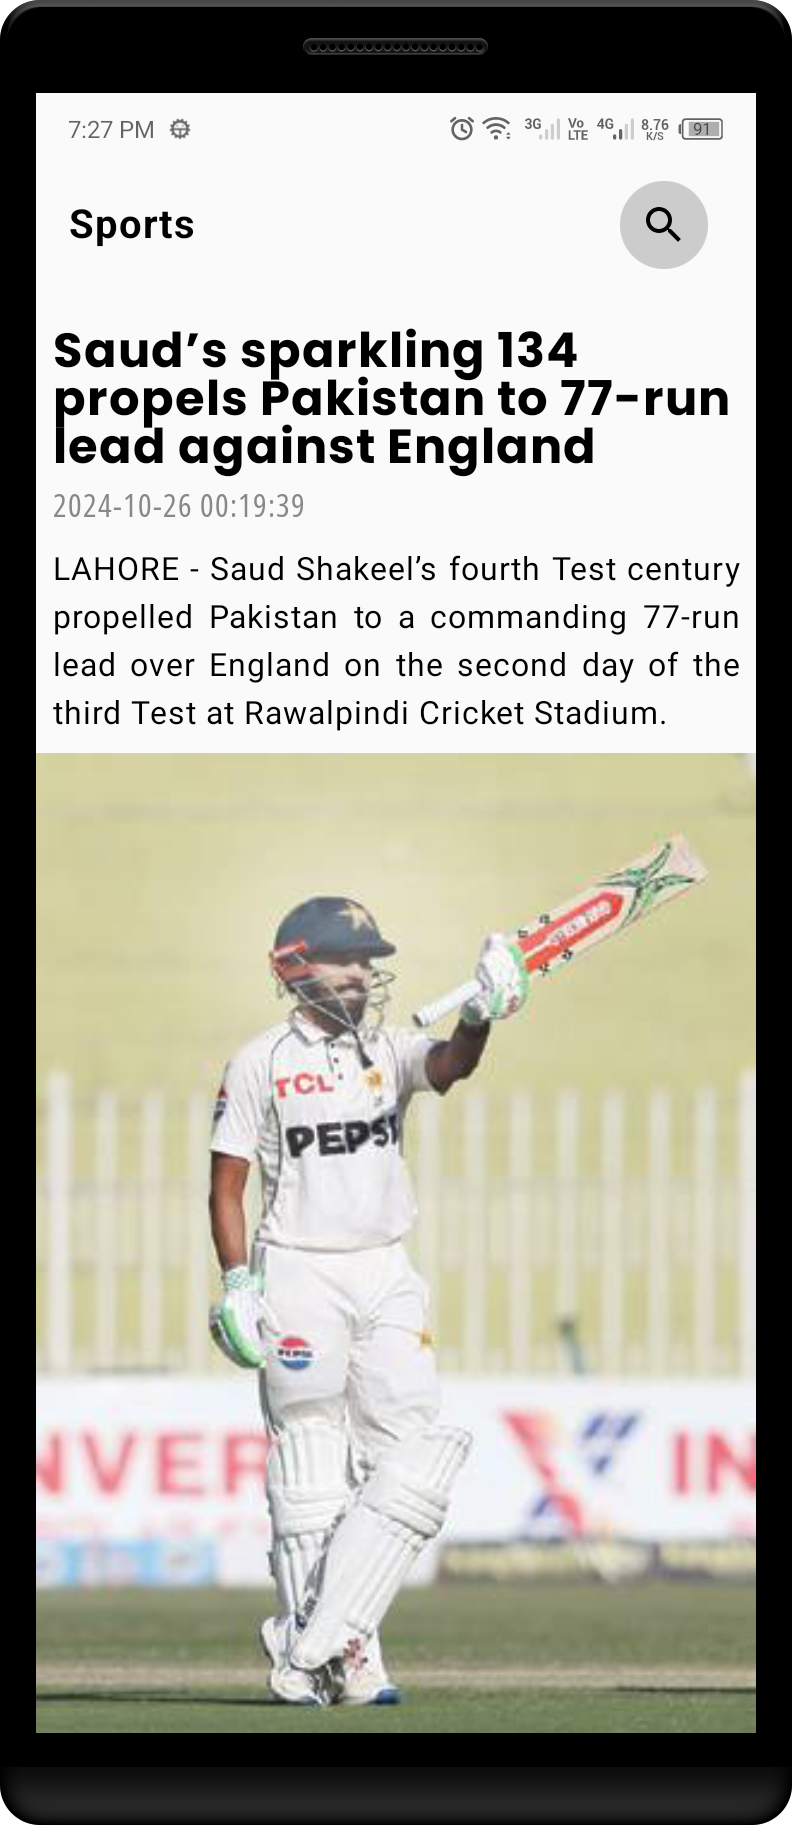 7:27 PM
3G
Vo
LTE
4G
8.76
K/S
91
Sports
Saud’s sparkling 134
propels Pakistan to 77-run
lead against England
2024-10-26 00:19:39
LAHORE - Saud Shakeel’s fourth Test century
propelled Pakistan to a commanding 77-run
lead over England on the second day of the
third Test at Rawalpindi Cricket Stadium.
TCL
PEPSI
PEPSI
NVER
IN